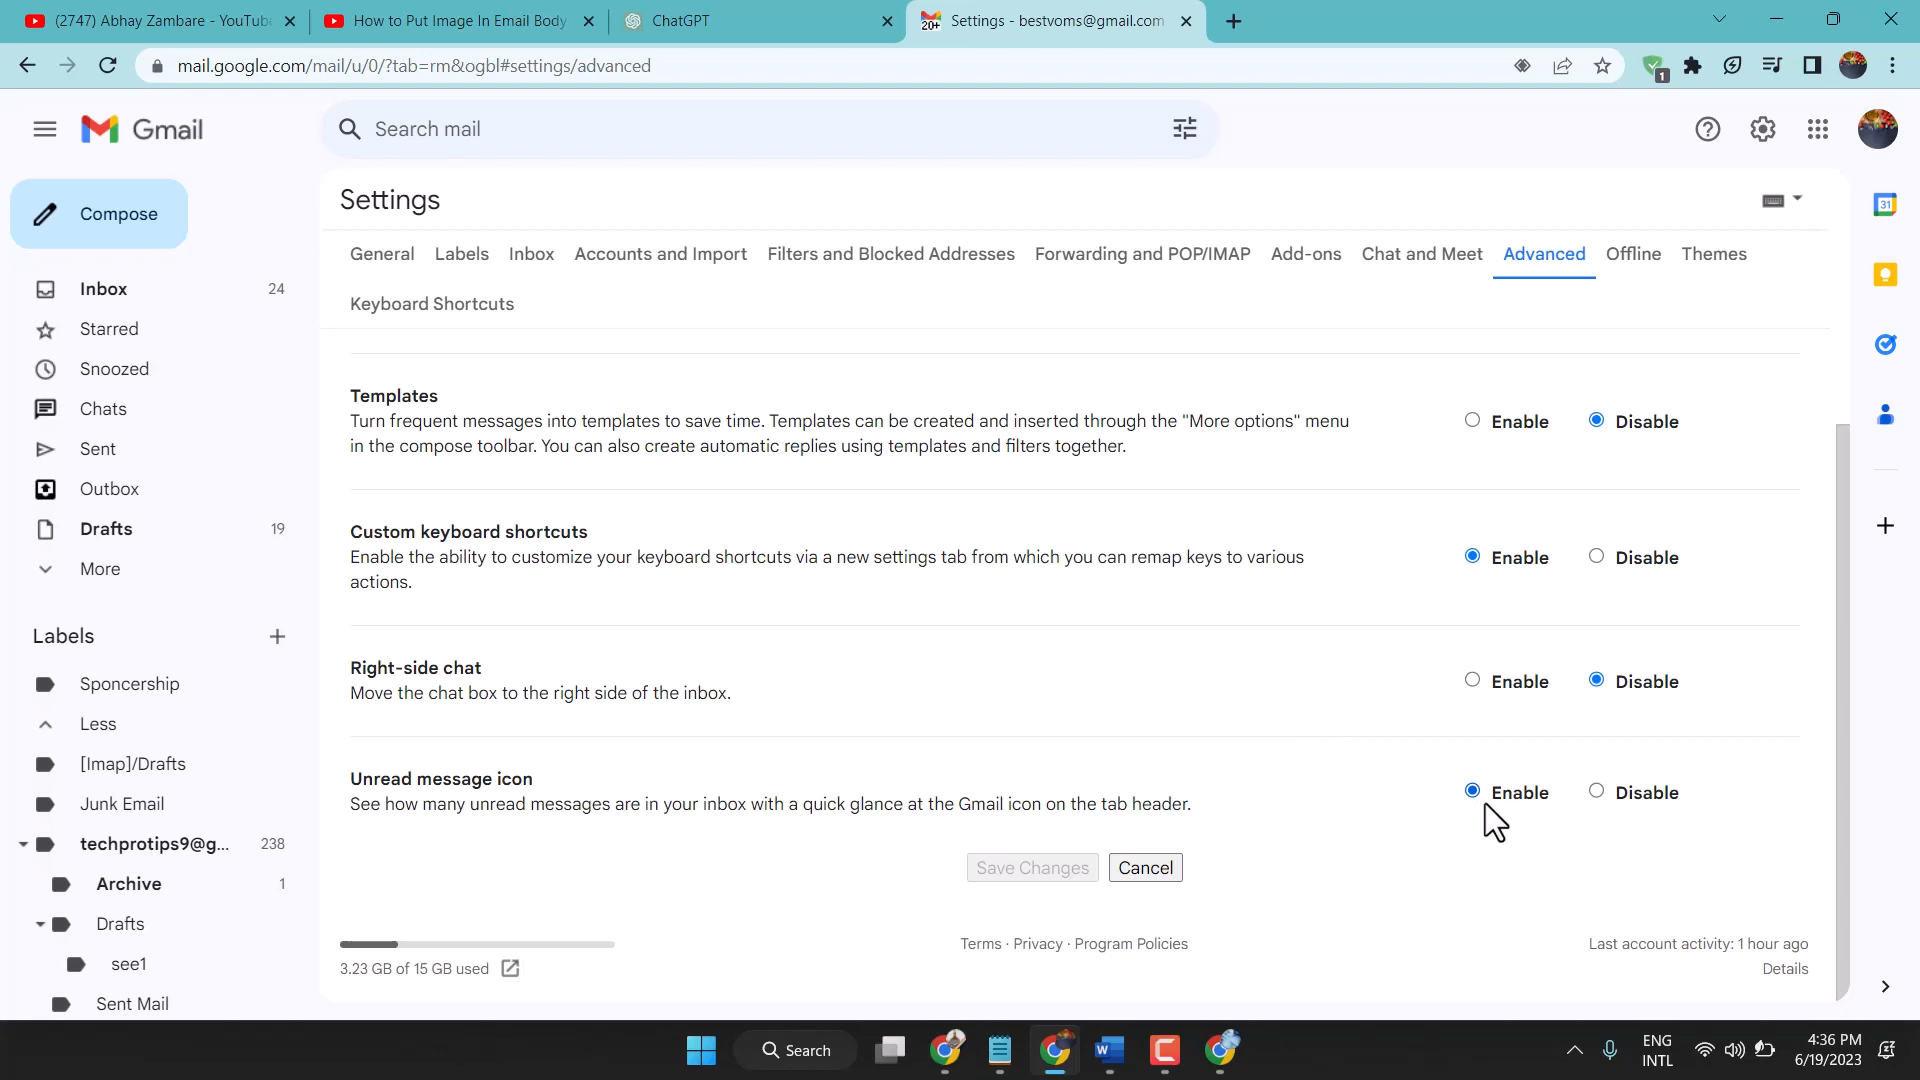 (2747) Abhay Zambare - YouTube
How to Put Image In Email Body
ChatGPT
20+
Settings - bestvoms@gmail.com
mail.google.com/mail/u/0/?tab=rm&ogbl#settings/advanced
1
Gmail
Search mail
Compose
Settings
31
General
Labels
Inbox
Accounts and Import
Filters and Blocked Addresses
Forwarding and POP/IMAP
Add-ons
Chat and Meet
Advanced
Offline
Themes
Keyboard Shortcuts
Inbox 24
Starred
Snoozed
Chats
Sent
Outbox
Drafts 19
More
Labels
Sponcership
Less
[Imap]/Drafts
Junk Email
techprotips9@g... 238
Archive 1
Drafts
see1
Sent Mail
Templates
Turn frequent messages into templates to save time. Templates can be created and inserted through the "More options" menu
in the compose toolbar. You can also create automatic replies using templates and filters together.
Enable Disable
Custom keyboard shortcuts
Enable the ability to customize your keyboard shortcuts via a new settings tab from which you can remap keys to various
actions.
Enable Disable
Right-side chat
Move the chat box to the right side of the inbox.
Enable Disable
Unread message icon
See how many unread messages are in your inbox with a quick glance at the Gmail icon on the tab header.
Enable Disable
Save Changes Cancel
3.23 GB of 15 GB used
Terms · Privacy · Program Policies
Last account activity: 1 hour ago
Details
Search
W
C
ENG
INTL
4:36 PM
6/19/2023